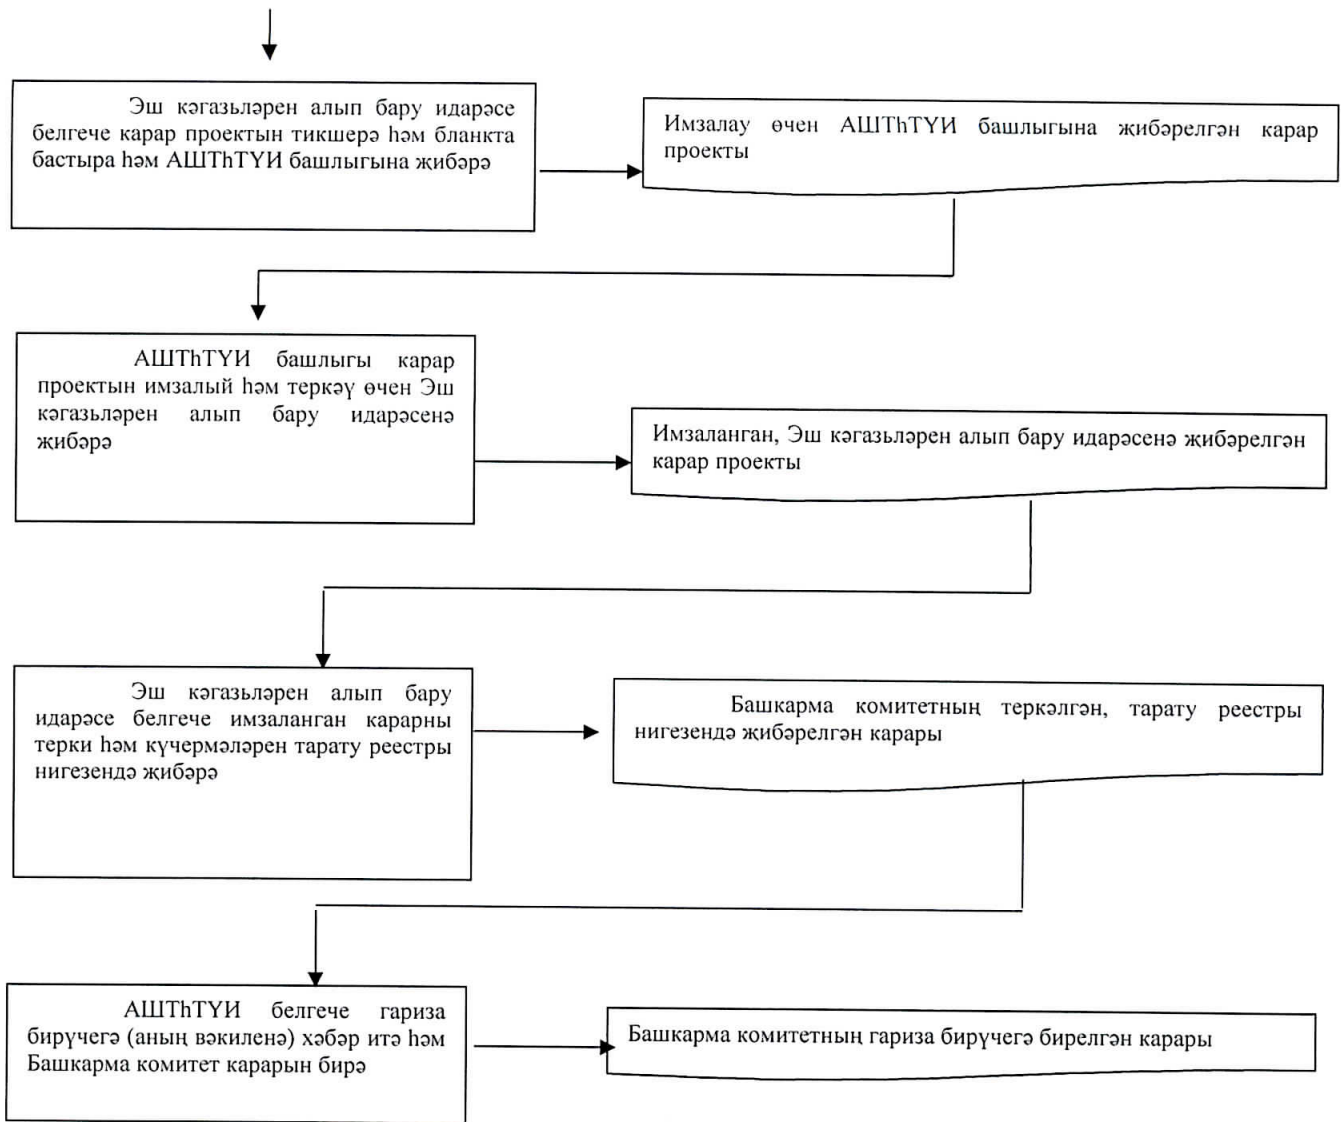 Эш кәгазьләрен алып бару идарәсе
белгече карар проектын тикшерә һәм бланкта
бастыра һәм АШТҺТҮИ башлыгына җибәрә
Имзалау өчен АШТҺТҮИ башлыгына җибәрелгән карар
проекты
АШТҺТҮИ башлыгы карар
проектын имзалый һәм теркәү өчен Эш
кәгазьләрен алып бару идарәсенә
җибәрә
Имзаланган, Эш кәгазьләрен алып бару идарәсенә җибәрелгән
карар проекты
Эш кәгазьләрен алып бару
идарәсе белгече имзаланган карарны
терки һәм күчермәләрен тарату реестры
нигезендә җибәрә
Башкарма комитетның теркәлгән, тарату реестры
нигезендә җибәрелгән карары
АШТҺТҮИ белгече гариза
бирүчегә (аның вәкиленә) хәбәр итә һәм
Башкарма комитет карарын бирә
Башкарма комитетның гариза бирүчегә бирелгән карары